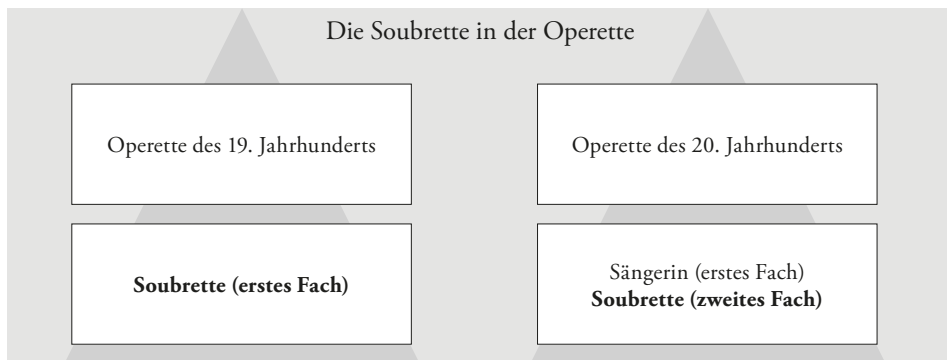 Die Soubrette in der Operette
Operette des 19. Jahrhunderts
Operette des 20. Jahrhunderts
Soubrette (erstes Fach)
Sängerin (erstes Fach)
Soubrette (zweites Fach)